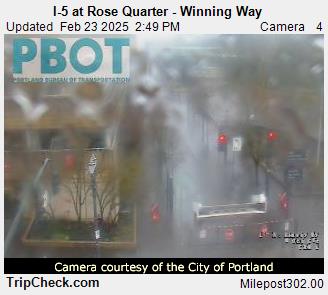 I-5 at Rose Quarter - Winning Way
Updated Feb 23 2025 2:49 PM Camera 4
PBOT
PORTLAND BUREAU OF TRANSPORTATION
Camera courtesy of the City of Portland
TripCheck.com Milepost302.00